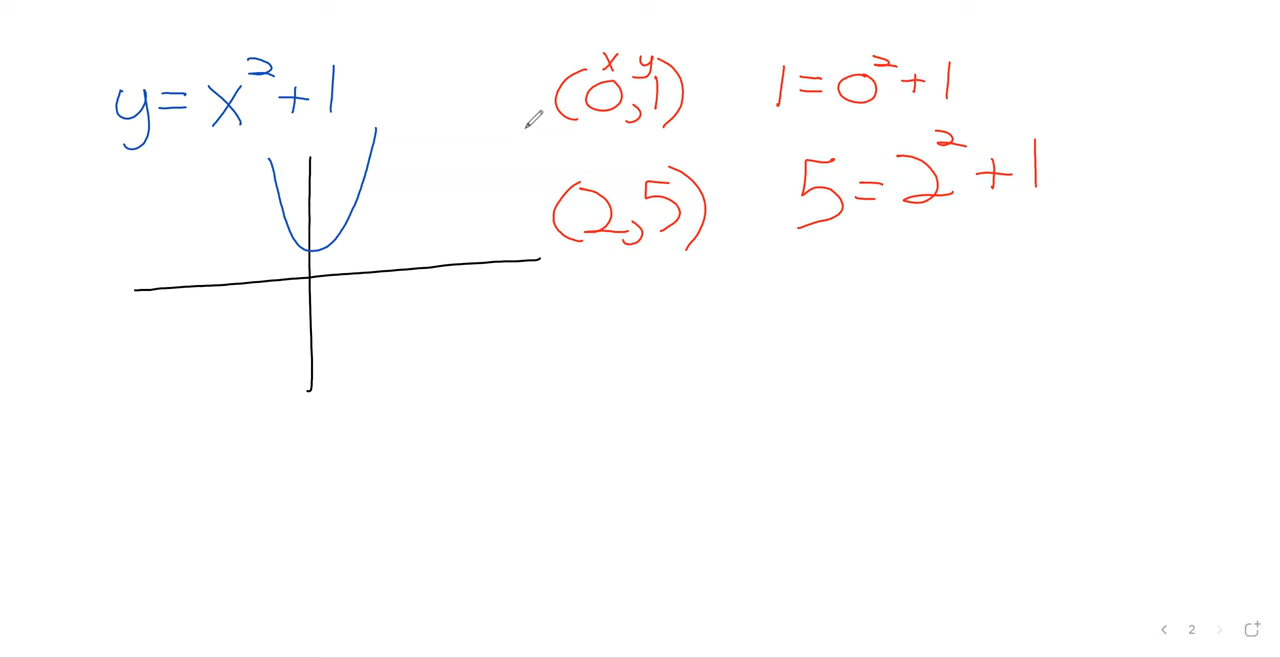 y = x² + 1
x y
(0, 1)
1 = 0² + 1
(2, 5)
5 = 2² + 1
2